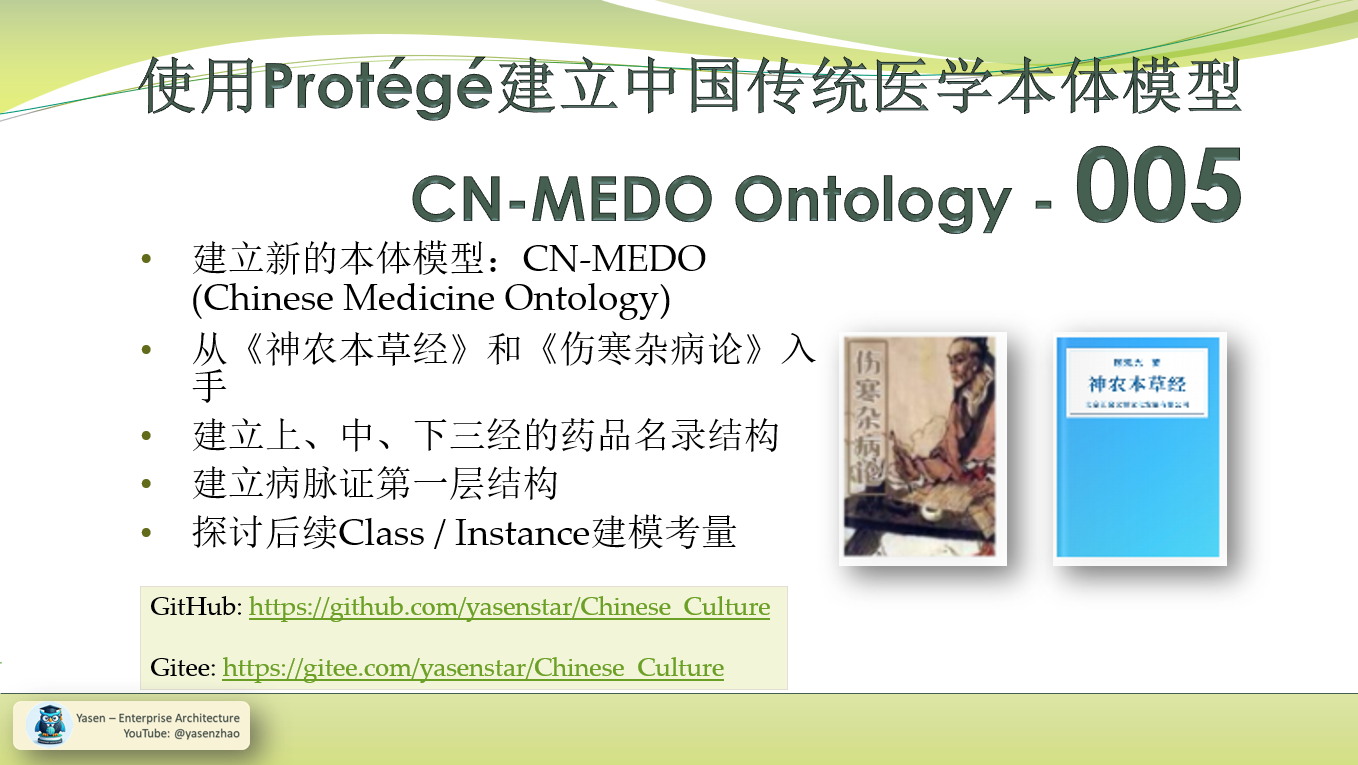 使用Protégé建立中国传统医学本体模型
CN-MEDO Ontology - 005
• 建立新的本体模型：CN-MEDO
(Chinese Medicine Ontology)
• 从《神农本草经》和《伤寒杂病论》入
手
• 建立上、中、下三经的药品名录结构
• 建立病脉证第一层结构
• 探讨后续Class / Instance建模考量
伤寒杂病论
神农本草经
GitHub: https://github.com/yasenstar/Chinese_Culture
Gitee: https://gitee.com/yasenstar/Chinese_Culture
Yasen – Enterprise Architecture
YouTube: @yasenzhao